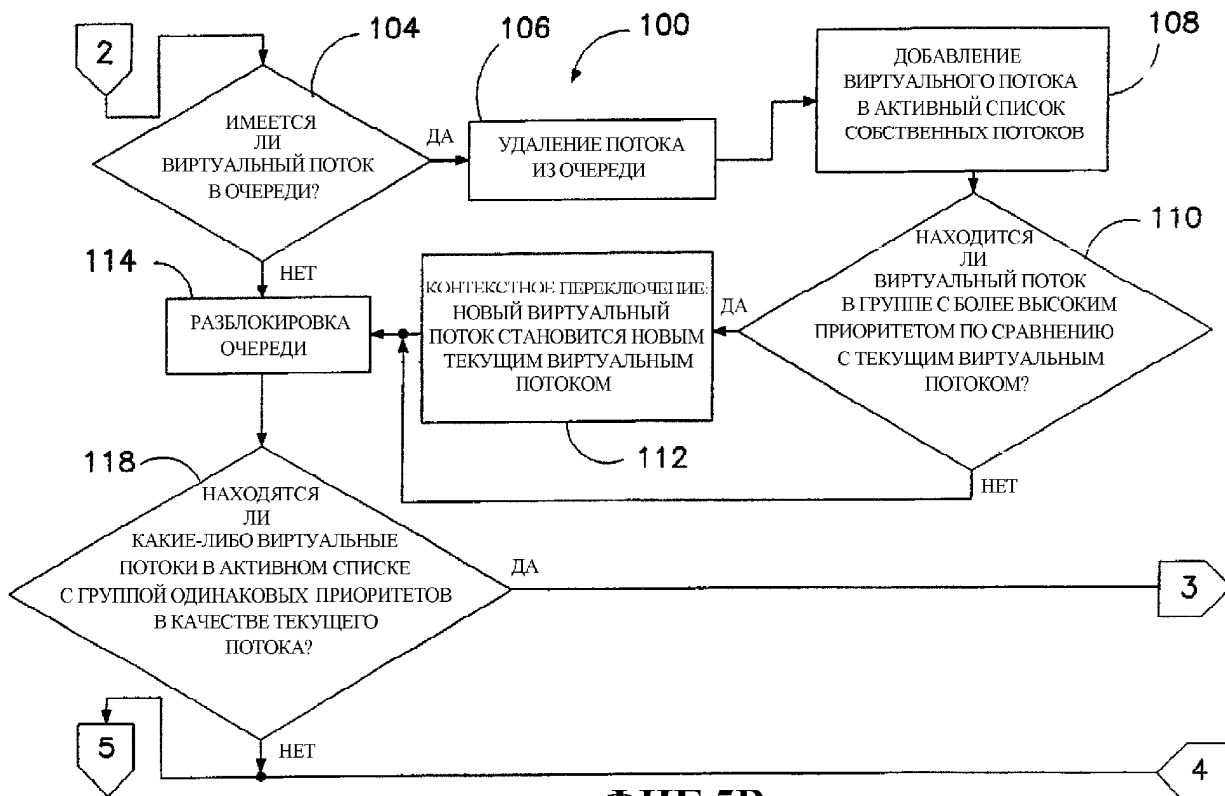 2
104
106
100
108
ИМЕЕТСЯ
ЛИ
ВИРТУАЛЬНЫЙ ПОТОК
В ОЧЕРЕДИ?
ДА
УДАЛЕНИЕ ПОТОКА
ИЗ ОЧЕРЕДИ
ДОБАВЛЕНИЕ
ВИРТУАЛЬНОГО ПОТОКА
В АКТИВНЫЙ СПИСОК
СОБСТВЕННЫХ ПОТОКОВ
110
НАХОДИТСЯ
ЛИ
ВИРТУАЛЬНЫЙ ПОТОК
В ГРУППЕ С БОЛЕЕ ВЫСОКИМ
ПРИОРИТЕТОМ ПО СРАВНЕНИЮ
С ТЕКУЩИМ ВИРТУАЛЬНЫМ
ПОТОКОМ?
ДА
НЕТ
КОНТЕКСТНОЕ ПЕРЕКЛЮЧЕНИЕ:
НОВЫЙ ВИРТУАЛЬНЫЙ
ПОТОК СТАНОВИТСЯ НОВЫМ
ТЕКУЩИМ ВИРТУАЛЬНЫМ
ПОТОКОМ
112
НЕТ
114
РАЗБЛОКИРОВКА
ОЧЕРЕДИ
118
НАХОДЯТСЯ
ЛИ
КАКИЕ-ЛИБО ВИРТУАЛЬНЫЕ
ПОТОКИ В АКТИВНОМ СПИСКЕ
С ГРУППОЙ ОДИНАКОВЫХ ПРИОРИТЕТОВ
В КАЧЕСТВЕ ТЕКУЩЕГО
ПОТОКА?
ДА
3
НЕТ
5
4